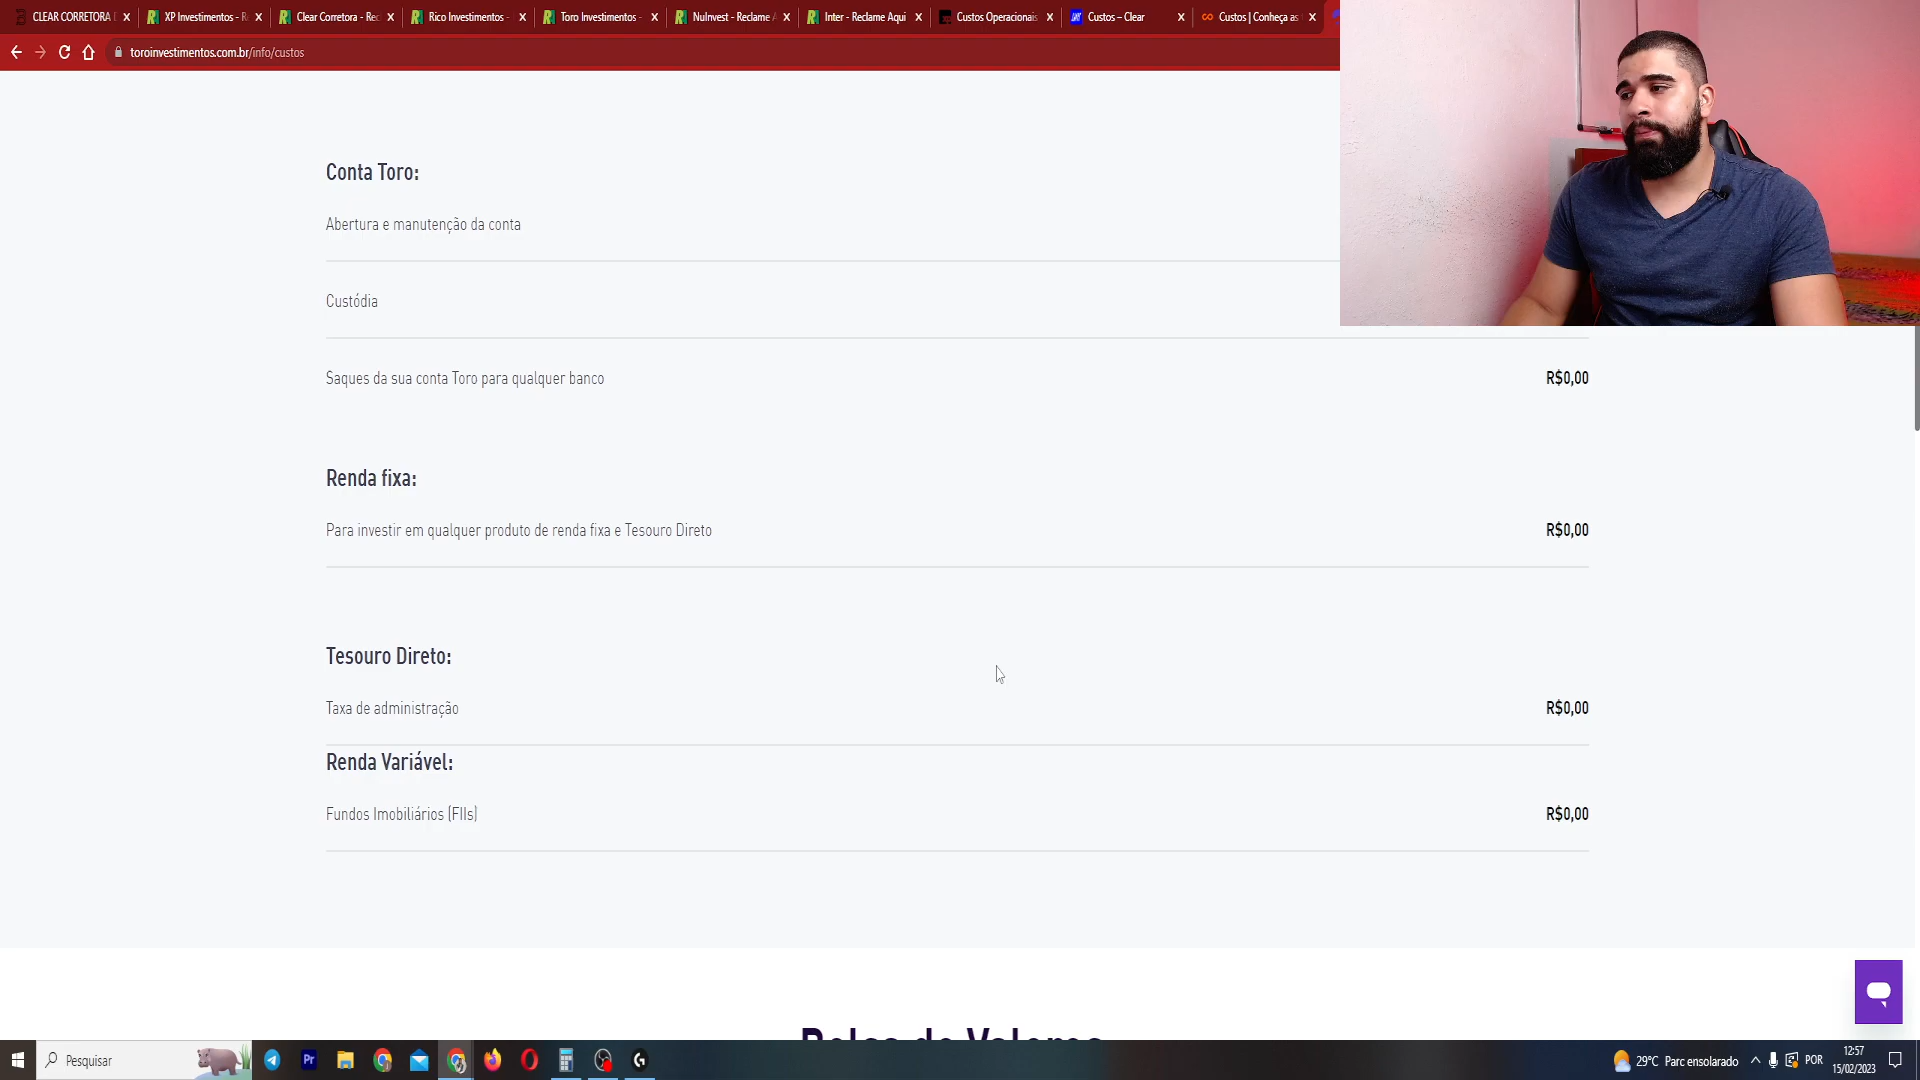 CLEAR CORRETORA
XP Investimentos - R
Clear Corretora - Rec
Rico Investimentos -
Toro Investimentos -
NuInvest - Reclame A
Inter - Reclame Aqui
Custos Operacionais
Custos – Clear
Custos | Conheça as
toroinvestimentos.com.br/info/custos
Conta Toro:
Abertura e manutenção da conta
Custódia
Saques da sua conta Toro para qualquer banco R$0,00
Renda fixa:
Para investir em qualquer produto de renda fixa e Tesouro Direto R$0,00
Tesouro Direto:
Taxa de administração R$0,00
Renda Variável:
Fundos Imobiliários (FIIs) R$0,00
Pesquisar
Pr
29°C Parc ensolarado
POR
12:57
15/02/2023